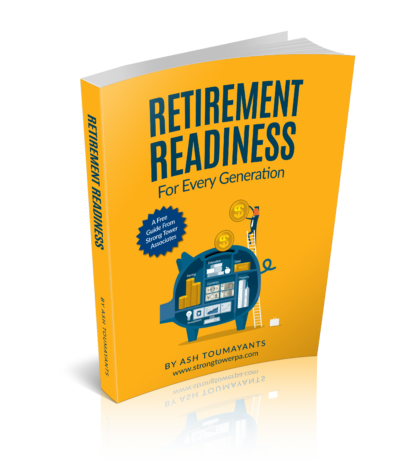 RETIREMENT
READINESS
For Every Generation
A Free
Guide From
Strong Tower
Associates
BY ASH TOUMAYANTS
www.strongtowerpa.com
RETIREMENT READINESS
BY ASH TOUMAYANTS